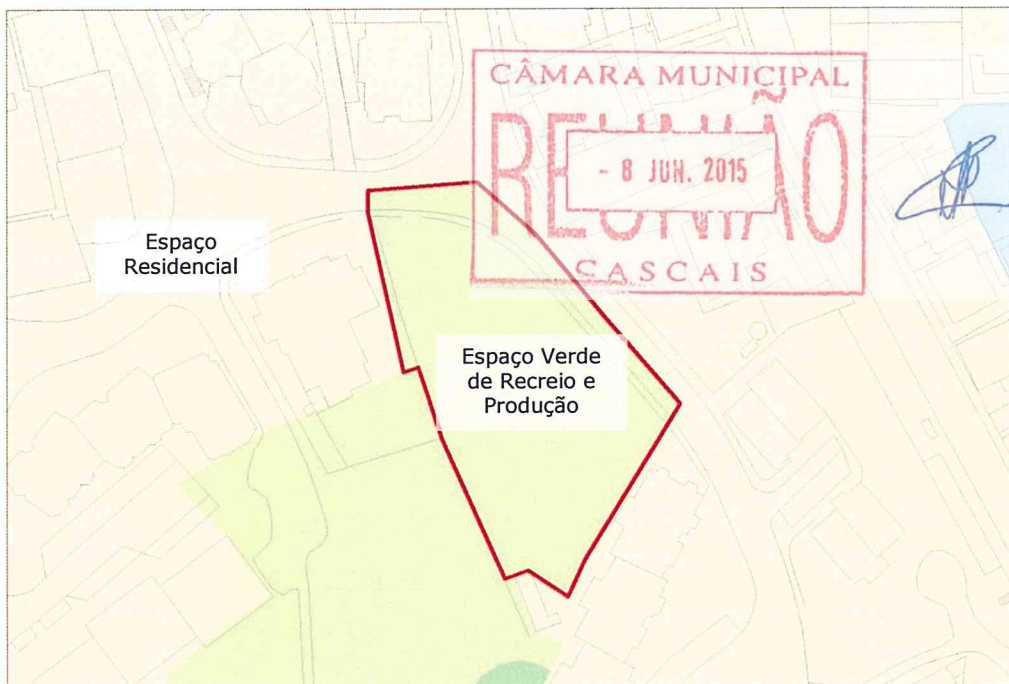 CÂMARA MUNICIPAL
REUNIÃO
- 8 JUN. 2015
CASCAIS
Espaço
Residencial
Espaço Verde
de Recreio e
Produção